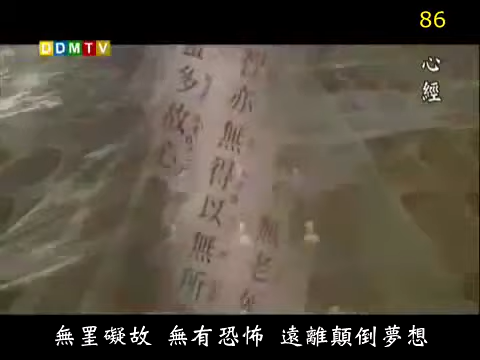 86
DDMTV
心
經
亦無得以無所
多 故心
無老
無罣礙故 無有恐怖 遠離顛倒夢想